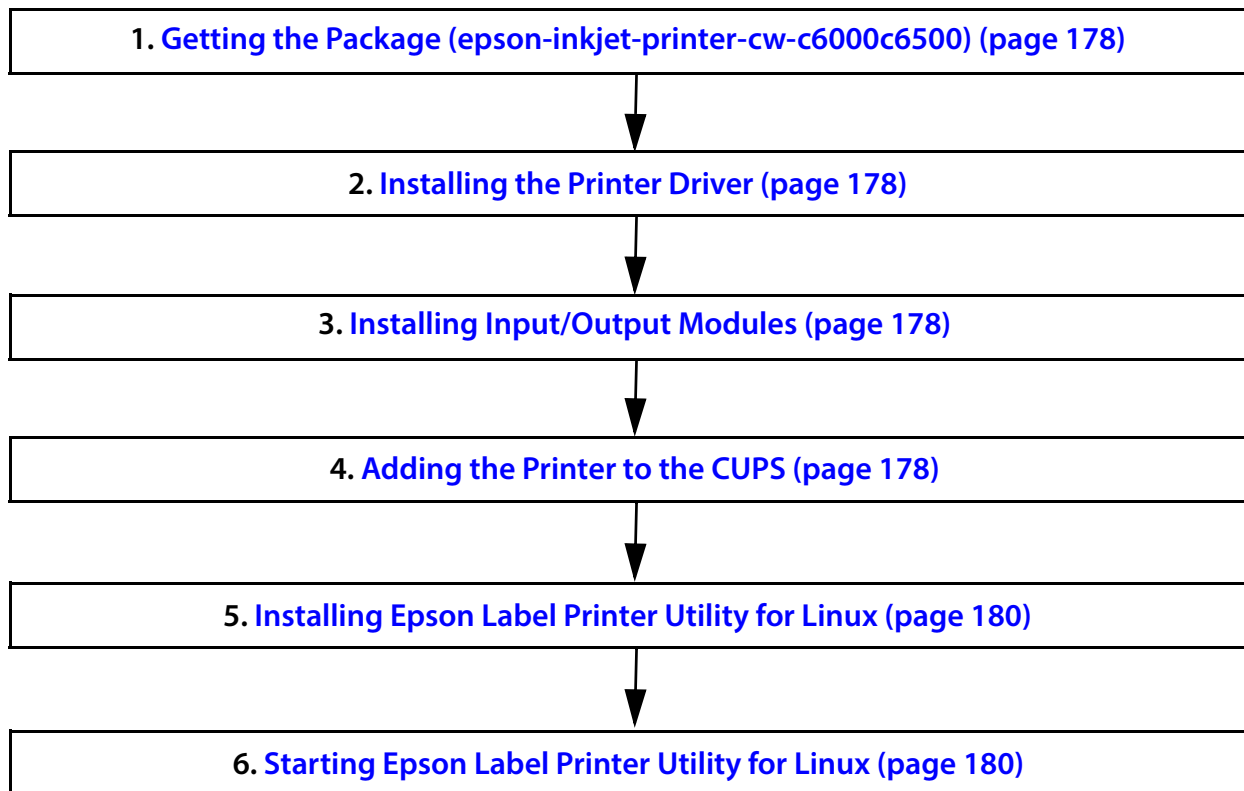 1. Getting the Package (epson-inkjet-printer-cw-c6000c6500) (page 178)
2. Installing the Printer Driver (page 178)
3. Installing Input/Output Modules (page 178)
4. Adding the Printer to the CUPS (page 178)
5. Installing Epson Label Printer Utility for Linux (page 180)
6. Starting Epson Label Printer Utility for Linux (page 180)